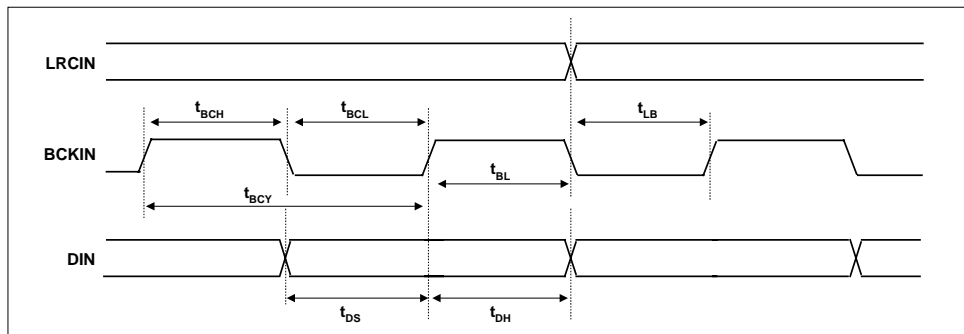 LRCIN
t_BCH
t_BCL
t_LB
BCKIN
t_BL
t_BCY
DIN
t_DS
t_DH